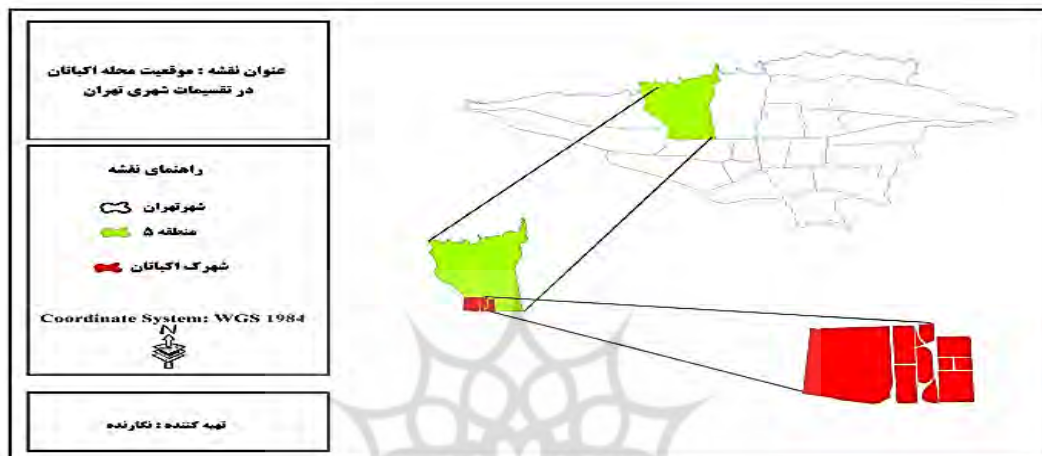 عنوان نقشه : موقعیت محله اکباتان
در تقسیمات شهری تهران
راهنمای نقشه
شهرتهران
منطقه ۵
شهرک اکباتان
Coordinate System: WGS 1984
N
تهیه کننده : نگارنده